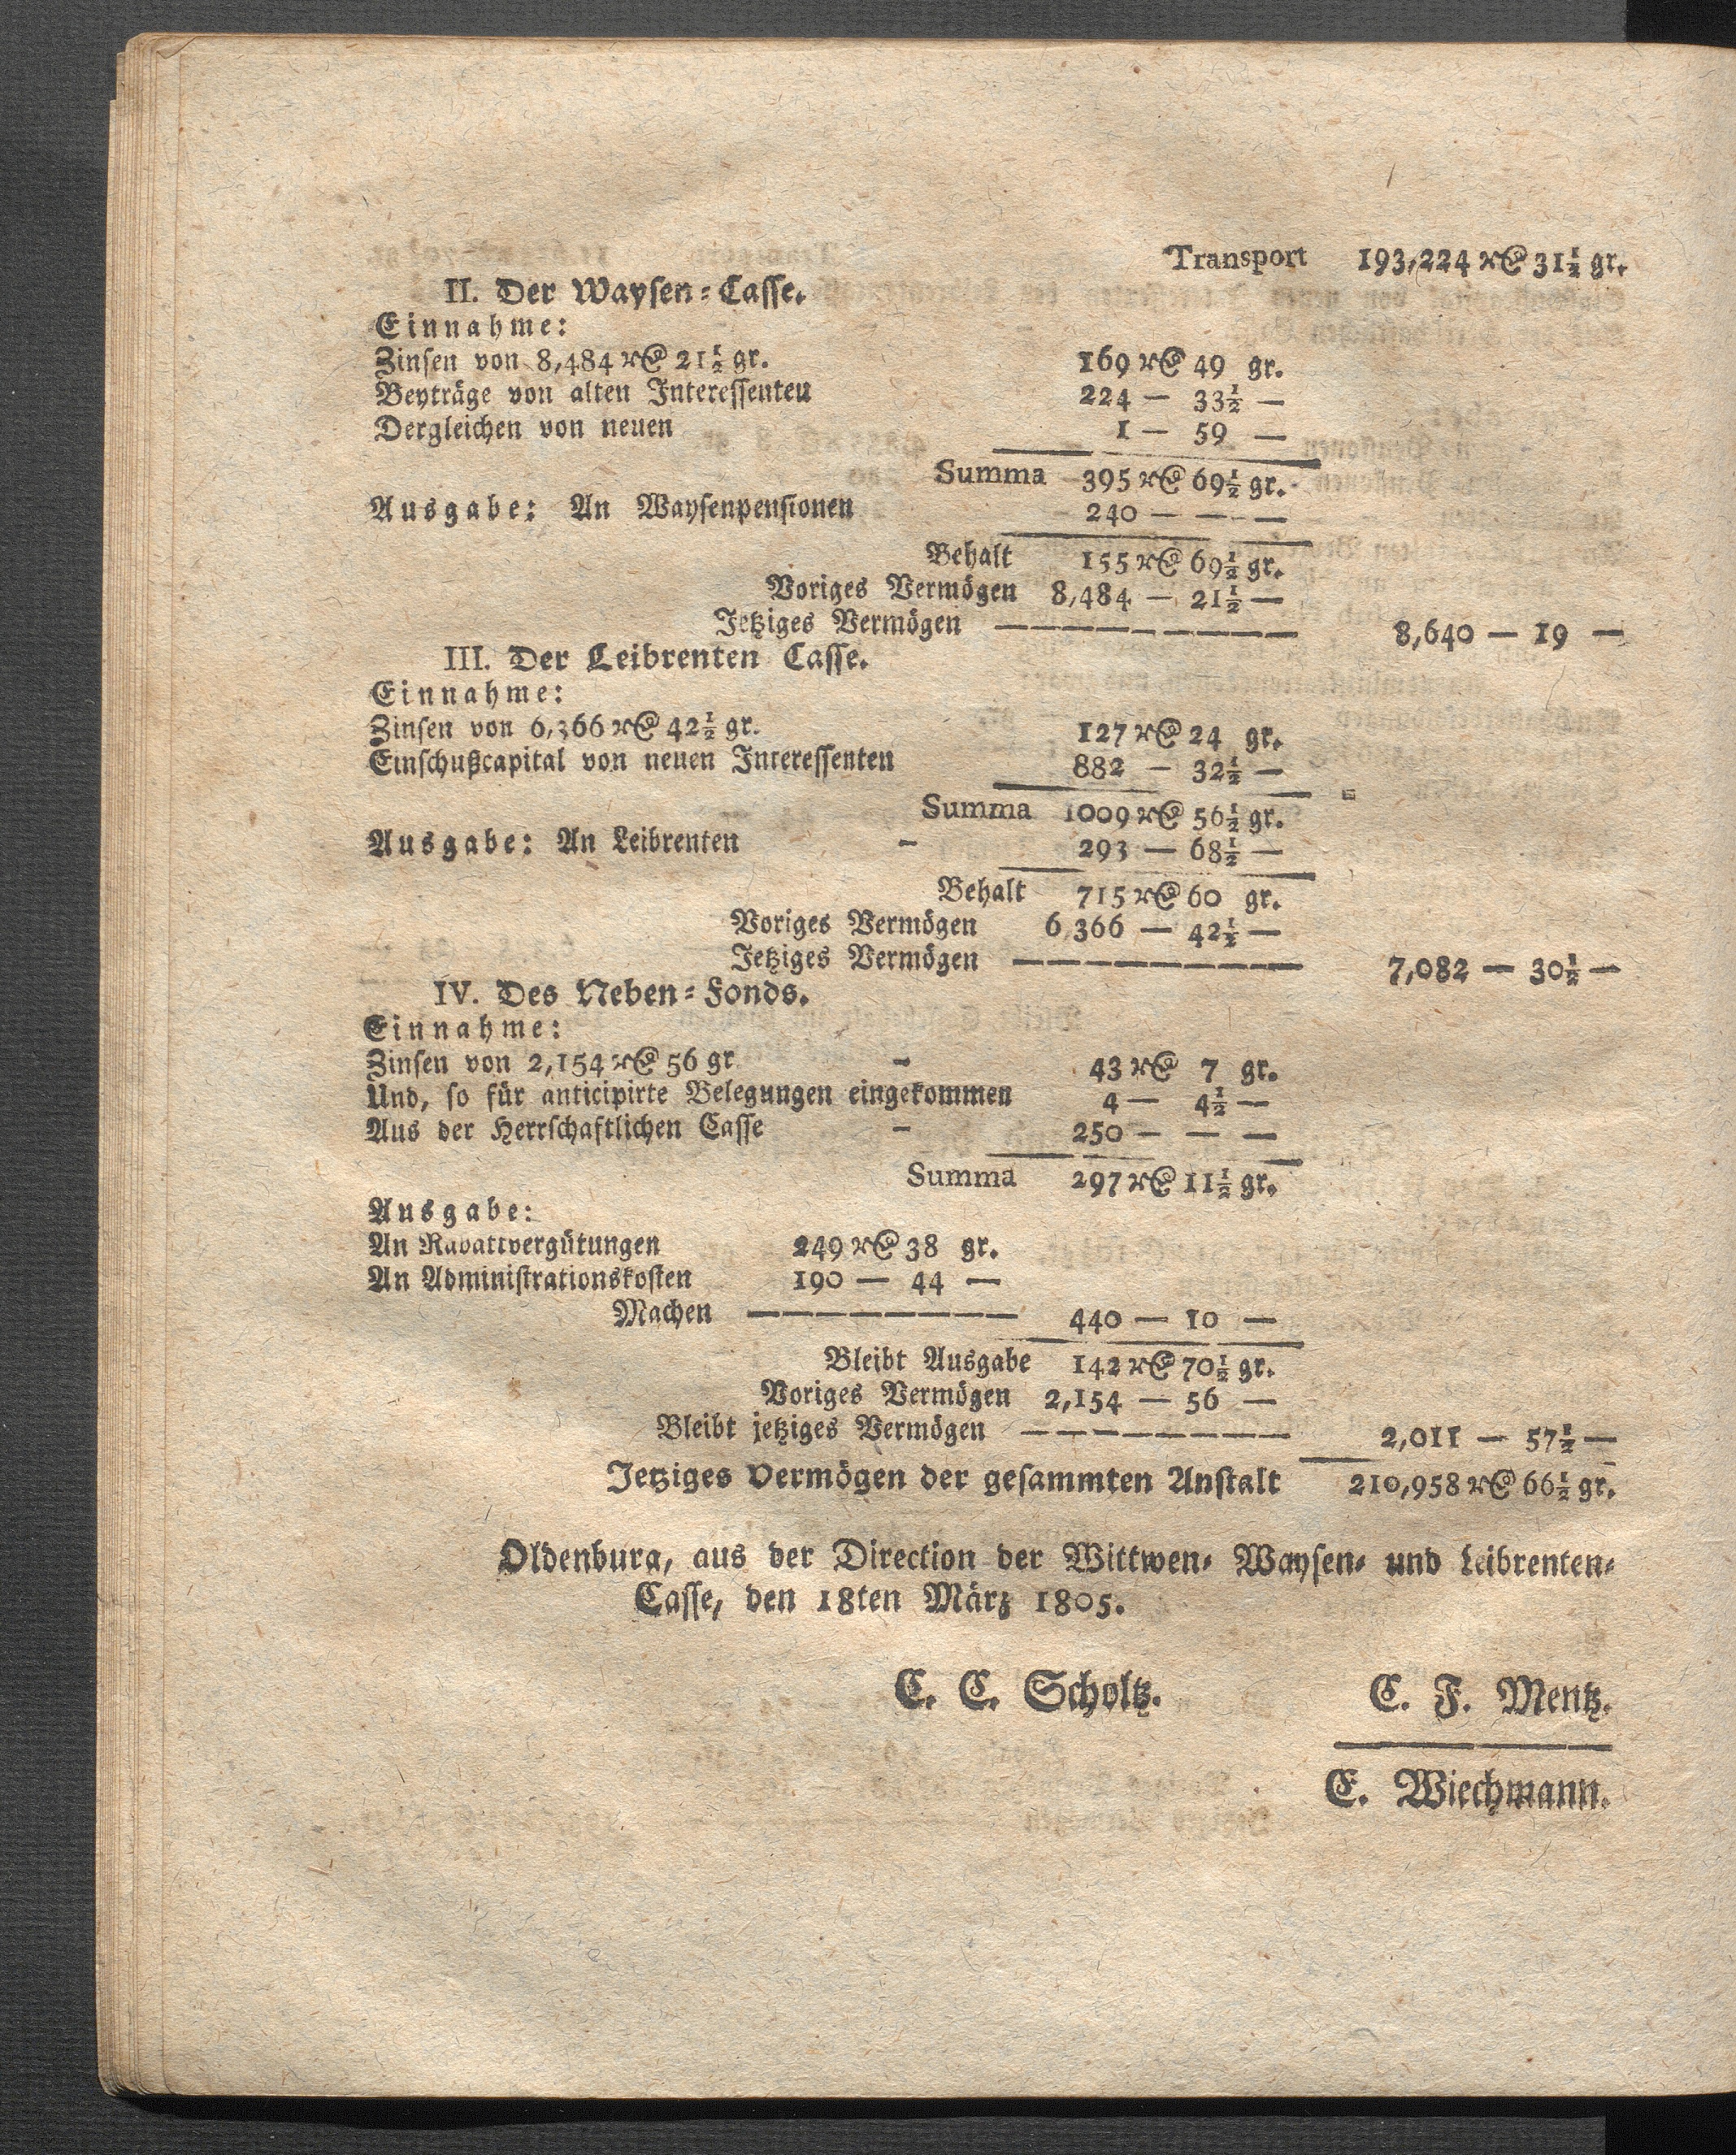 Transport 193,224 r@ 31½ gr.
II. Der Waysen-Casse.
Einnahme:
Zinsen von 8,484 r@ 21½ gr. 169 r@ 49 gr.
Beyträge von alten Interessenteu 224 — 33½ —
Dergleichen von neuen 1 — 59 —
Summa 395 r@ 69½ gr.
Ausgabe: An Waysenpensionen 240 — — —
Behalt 155 r@ 69½ gr.
Voriges Vermögen 8,484 — 21½ —
Jetziges Vermögen — — — — — — — — — 8,640 — 19 —
III. Der Leibrenten Casse.
Einnahme:
Zinsen von 6,366 r@ 42½ gr. 127 r@ 24 gr.
Einschußcapital von neuen Interessenten 882 — 32½ —
Summa 1009 r@ 56½ gr.
Ausgabe: An Leibrenten - 293 — 68½ —
Behalt 715 r@ 60 gr.
Voriges Vermögen 6,366 — 42½ —
Jetziges Vermögen — — — — — — — — — 7,082 — 30½ —
IV. Des Neben-Fonds.
Einnahme:
Zinsen von 2,154 r@ 56 gr - 43 r@ 7 gr.
Und, so für anticipirte Belegungen eingekommen 4 — 4½ —
Aus der Herrschaftlichen Casse - 250 — — —
Summa 297 r@ 11½ gr.
Ausgabe:
An Rabattvergütungen 249 r@ 38 gr.
An Administrationskosten 190 — 44 —
Machen — — — — — — — — 440 — 10 —
Bleibt Ausgabe 142 r@ 70½ gr.
Voriges Vermögen 2,154 — 56 —
Bleibt jetziges Vermögen — — — — — — — — 2,011 — 57½ —
Jetziges Vermögen der gesammten Anstalt 210,958 r@ 66½ gr.
Oldenburg, aus der Direction der Wittwen- Waysen- und Leibrenten-
Casse, den 18ten März 1805.
C. C. Scholtz. C. F. Mentz.
E. Wiechmann.